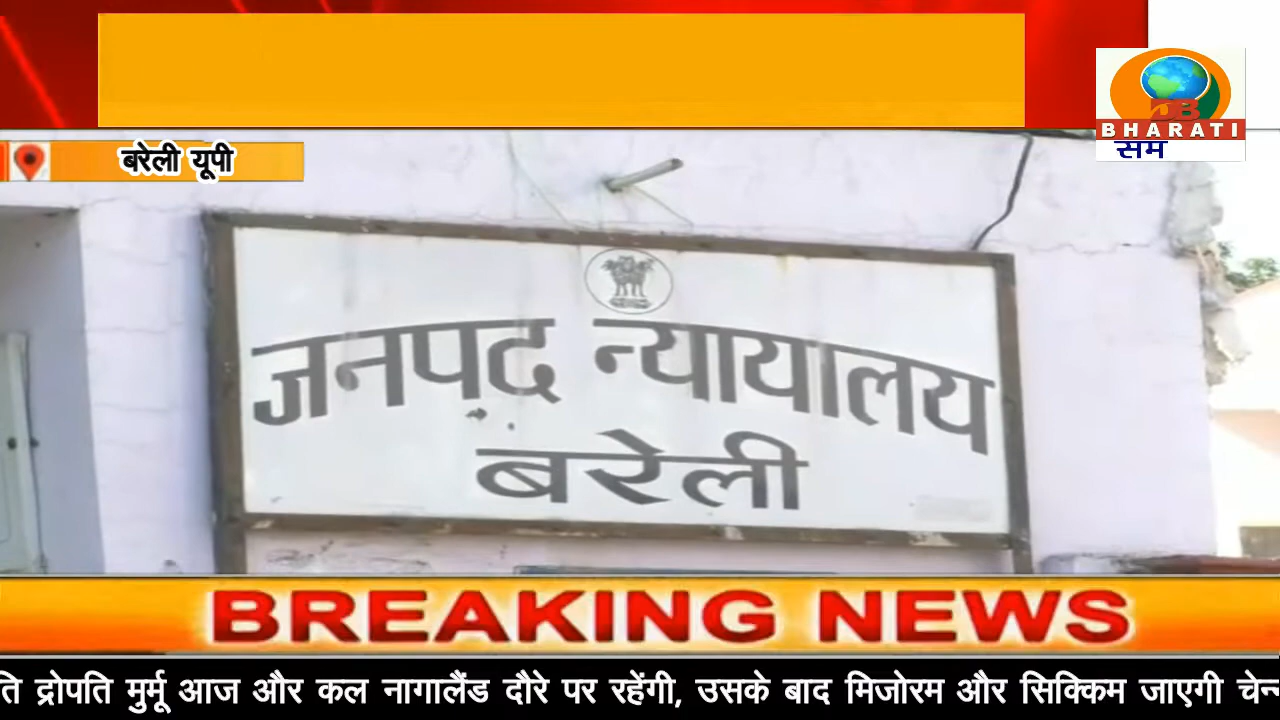 BHARATI
सम
बरेली यूपी
जनपद न्यायालय
बरेली
BREAKING NEWS
ति द्रोपति मुर्मू आज और कल नागालैंड दौरे पर रहेंगी, उसके बाद मिजोरम और सिक्किम जाएगी चेन